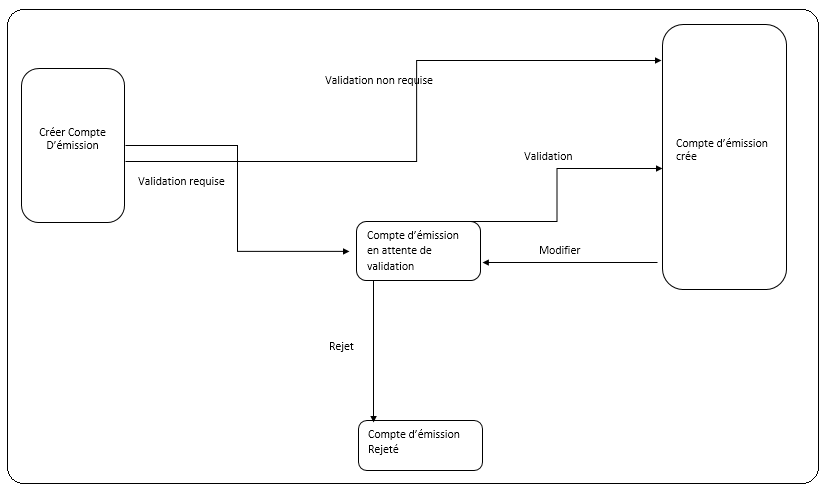 Validation non requise
Créer Compte
D'émission
Compte d'émission
crée
Validation
Validation requise
Compte d'émission
en attente de
validation
Modifier
Rejet
Compte d'émission
Rejeté